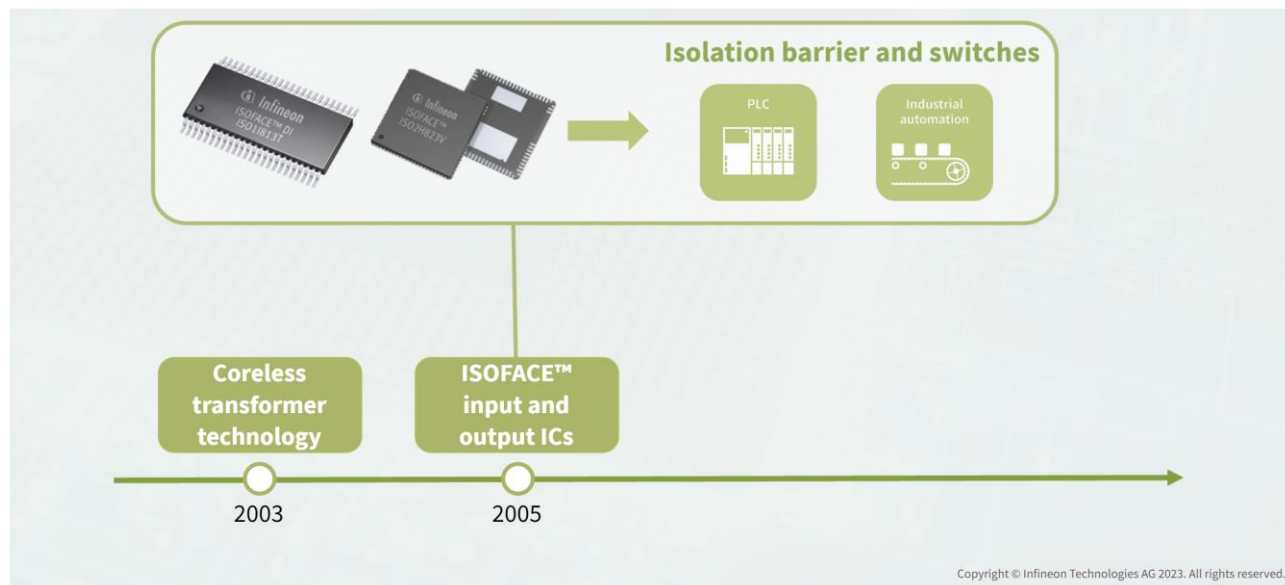 Isolation barrier and switches
Infineon
ISOFACE™ DI
ISO1I813T
Infineon
ISOFACE™
ISO2H823V
PLC
Industrial
automation
Coreless
transformer
technology
ISOFACE™
input and
output ICs
2003
2005
Copyright © Infineon Technologies AG 2023. All rights reserved.